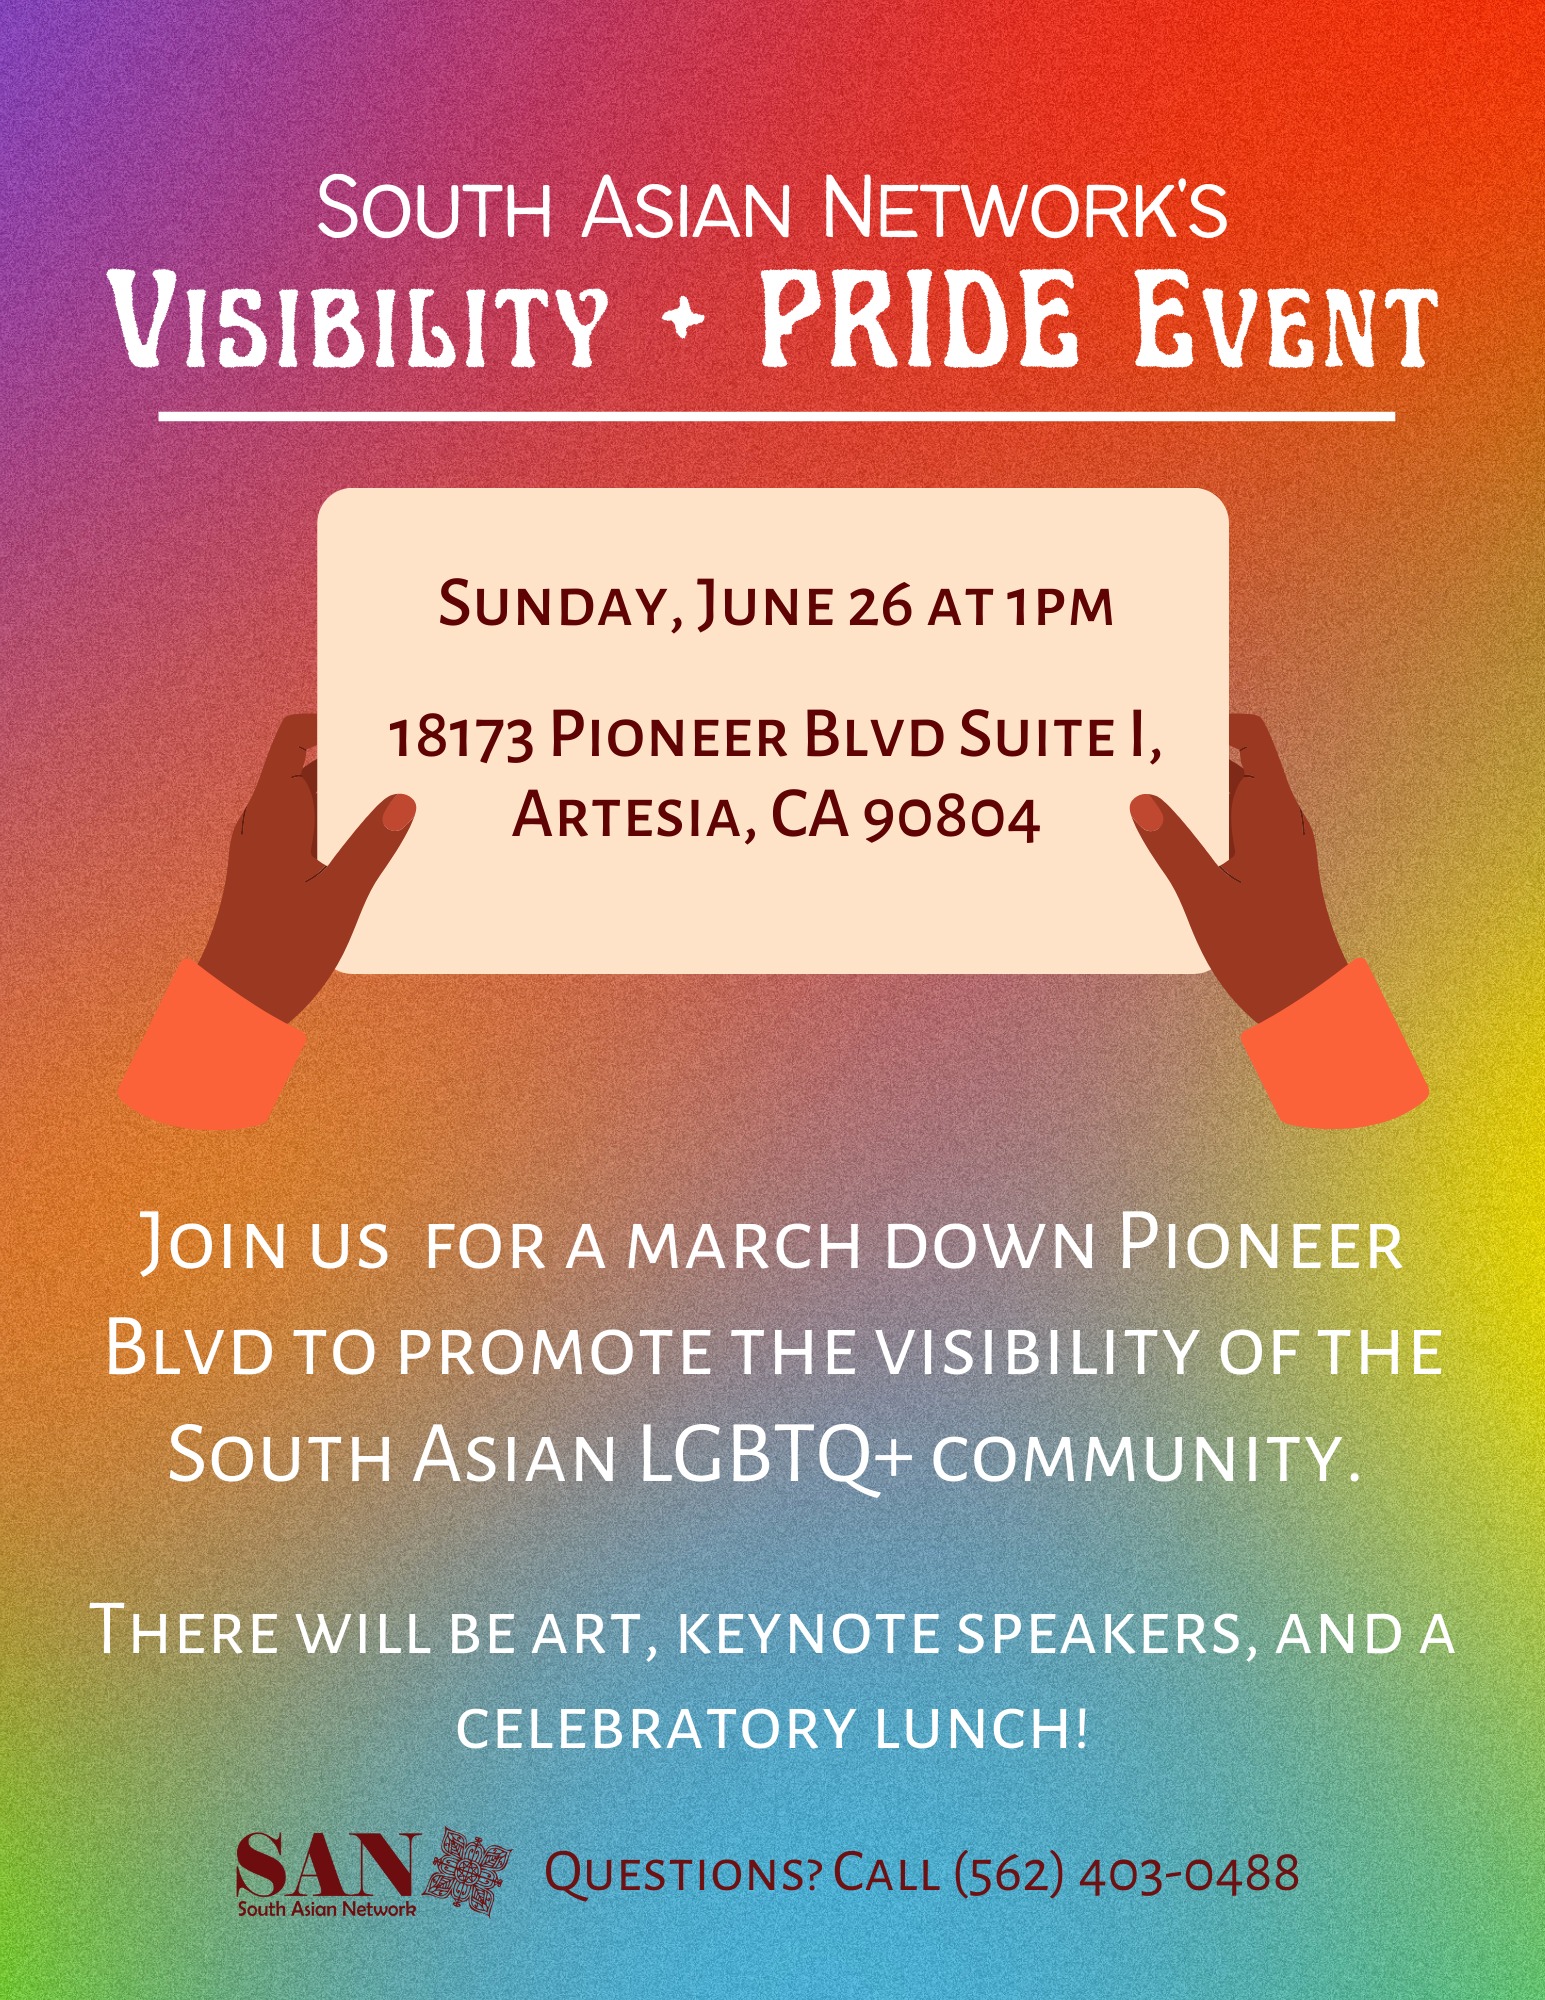 South Asian Network's
Visibility + PRIDE Event
Sunday, June 26 at 1pm
18173 Pioneer Blvd Suite I,
Artesia, CA 90804
Join us for a march down Pioneer
Blvd to promote the visibility of the
South Asian LGBTQ+ community.
There will be art, keynote speakers, and a
celebratory lunch!
SAN
South Asian Network
Questions? Call (562) 403-0488